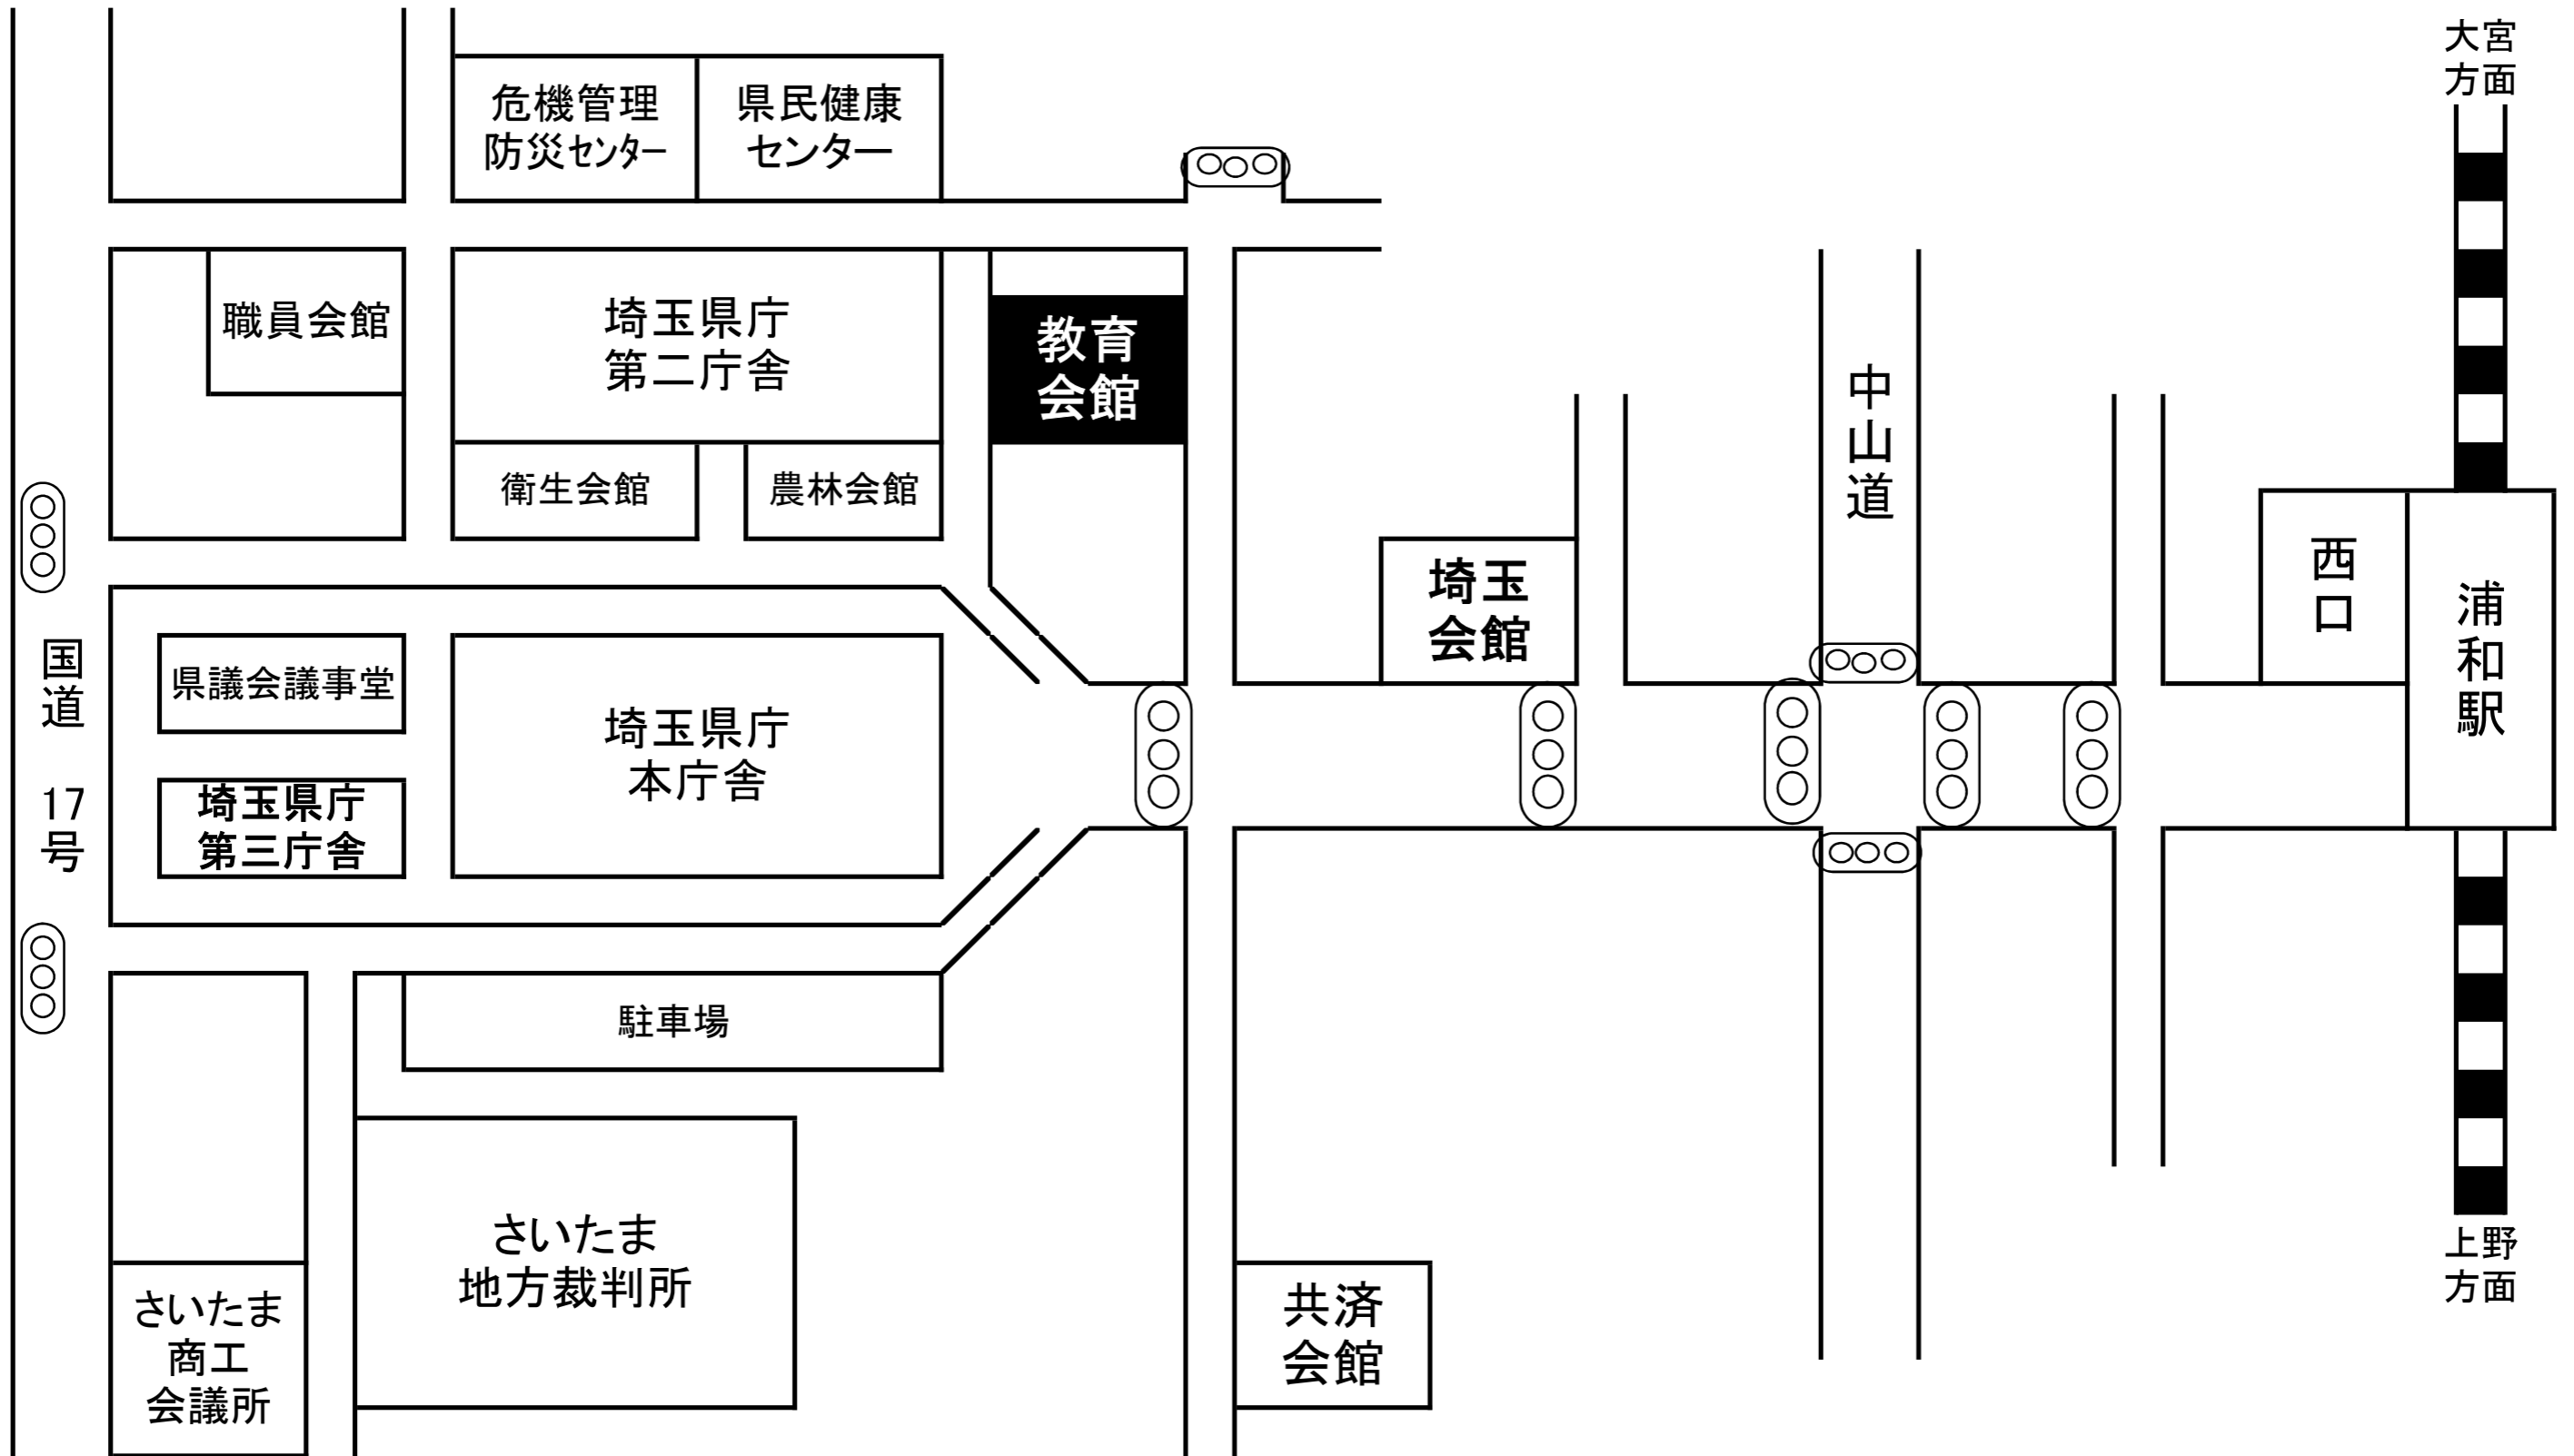 大宮
方面
危機管理
防災センター
県民健康
センター
職員会館
埼玉県庁
第二庁舎
教育
会館
中山道
衛生会館
農林会館
埼玉
会館
西口
浦和駅
国道 17号
県議会議事堂
埼玉県庁
本庁舎
埼玉県庁
第三庁舎
駐車場
さいたま
地方裁判所
上野
方面
さいたま
商工
会議所
共済
会館